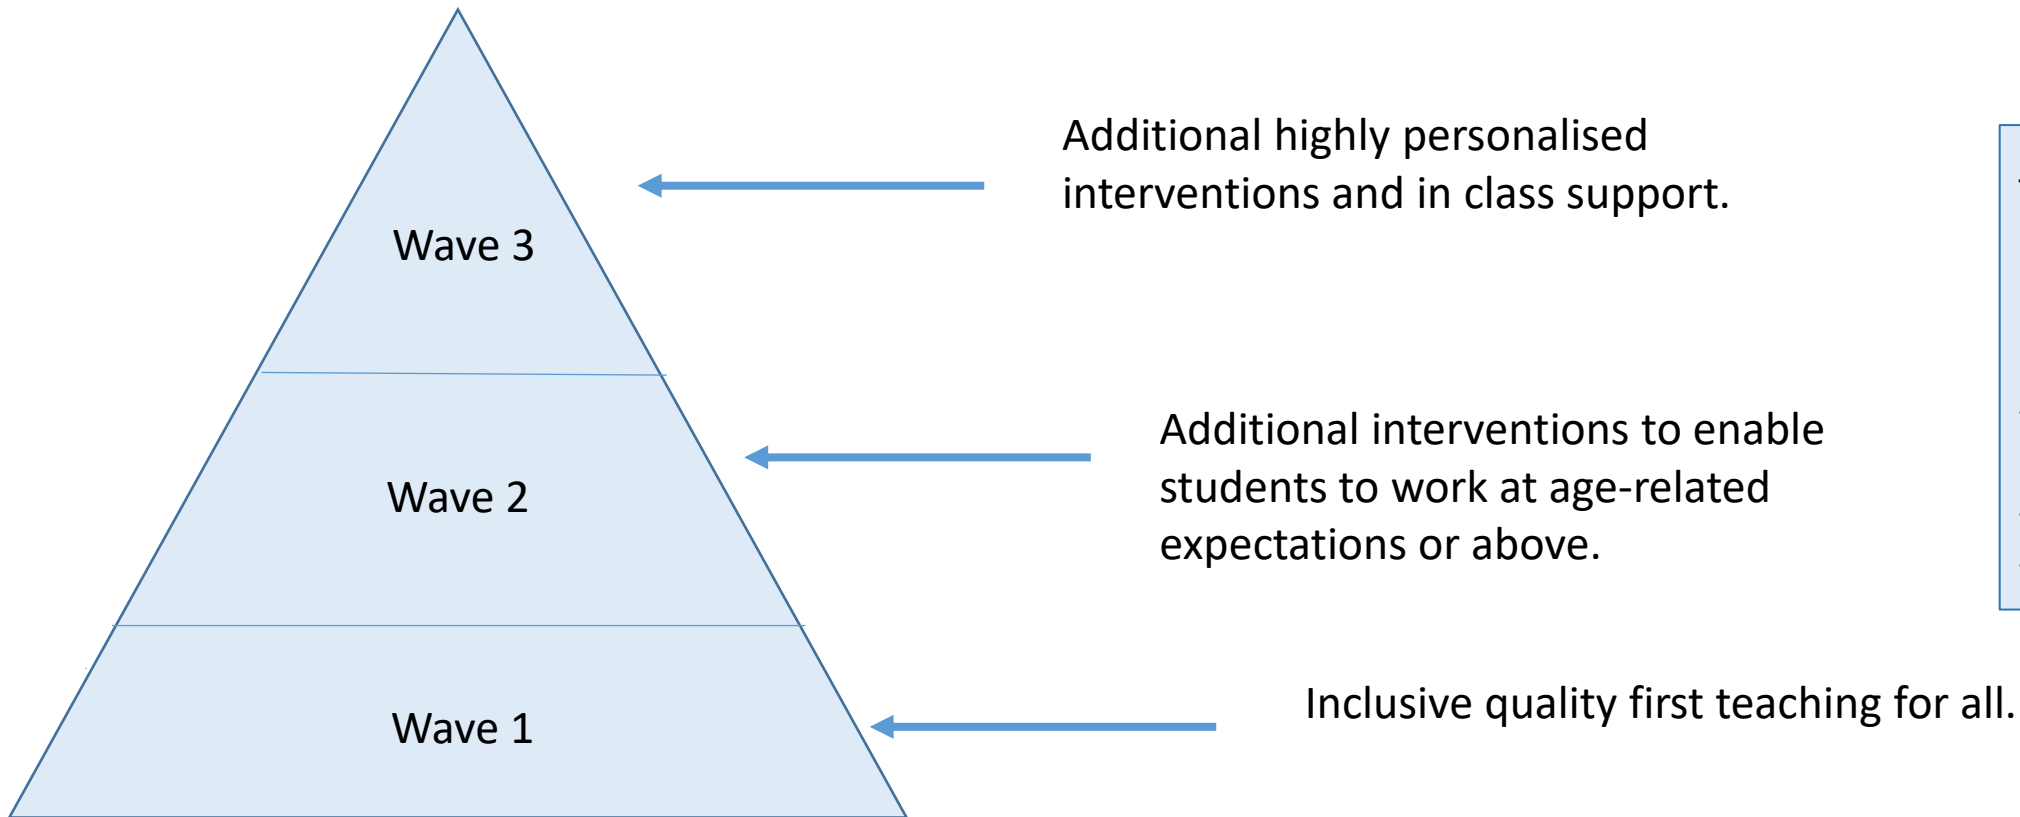 Additional highly personalised
interventions and in class support.
Wave 3
Additional interventions to enable
students to work at age-related
expectations or above.
Wave 2
Inclusive quality first teaching for all.
Wave 1